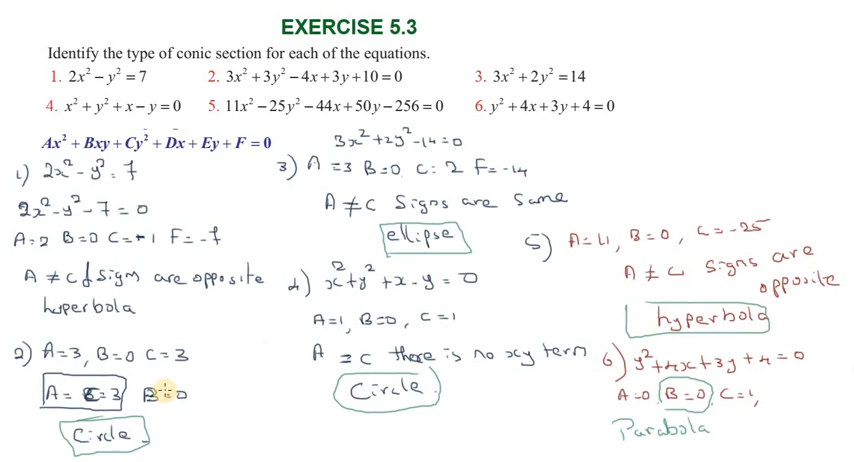 EXERCISE 5.3
Identify the type of conic section for each of the equations.
1. 2x² − y² = 7 2. 3x² + 3y² − 4x + 3y + 10 = 0 3. 3x² + 2y² = 14
4. x² + y² + x − y = 0 5. 11x² − 25y² − 44x + 50y − 256 = 0 6. y² + 4x + 3y + 4 = 0
Ax² + Bxy + Cy² + Dx + Ey + F = 0
1) 2x² - y² = 7
2x² - y² - 7 = 0
A = 2 B = 0 C = -1 F = -7
A ≠ C & signs are opposite
hyperbola
2) A = 3, B = 0 C = 3
A = C = 3 B = 0
Circle
3x² + 2y² - 14 = 0
3) A = 3 B = 0 C = 2 F = -14
A ≠ C Signs are same
ellipse
4) x² + y² + x - y = 0
A = 1, B = 0, C = 1
A = C there is no xy term
Circle
5) A = 11, B = 0, C = -25
A ≠ C Signs are
opposite
hyperbola
6) y² + 4x + 3y + 4 = 0
A = 0 B = 0, C = 1,
Parabola